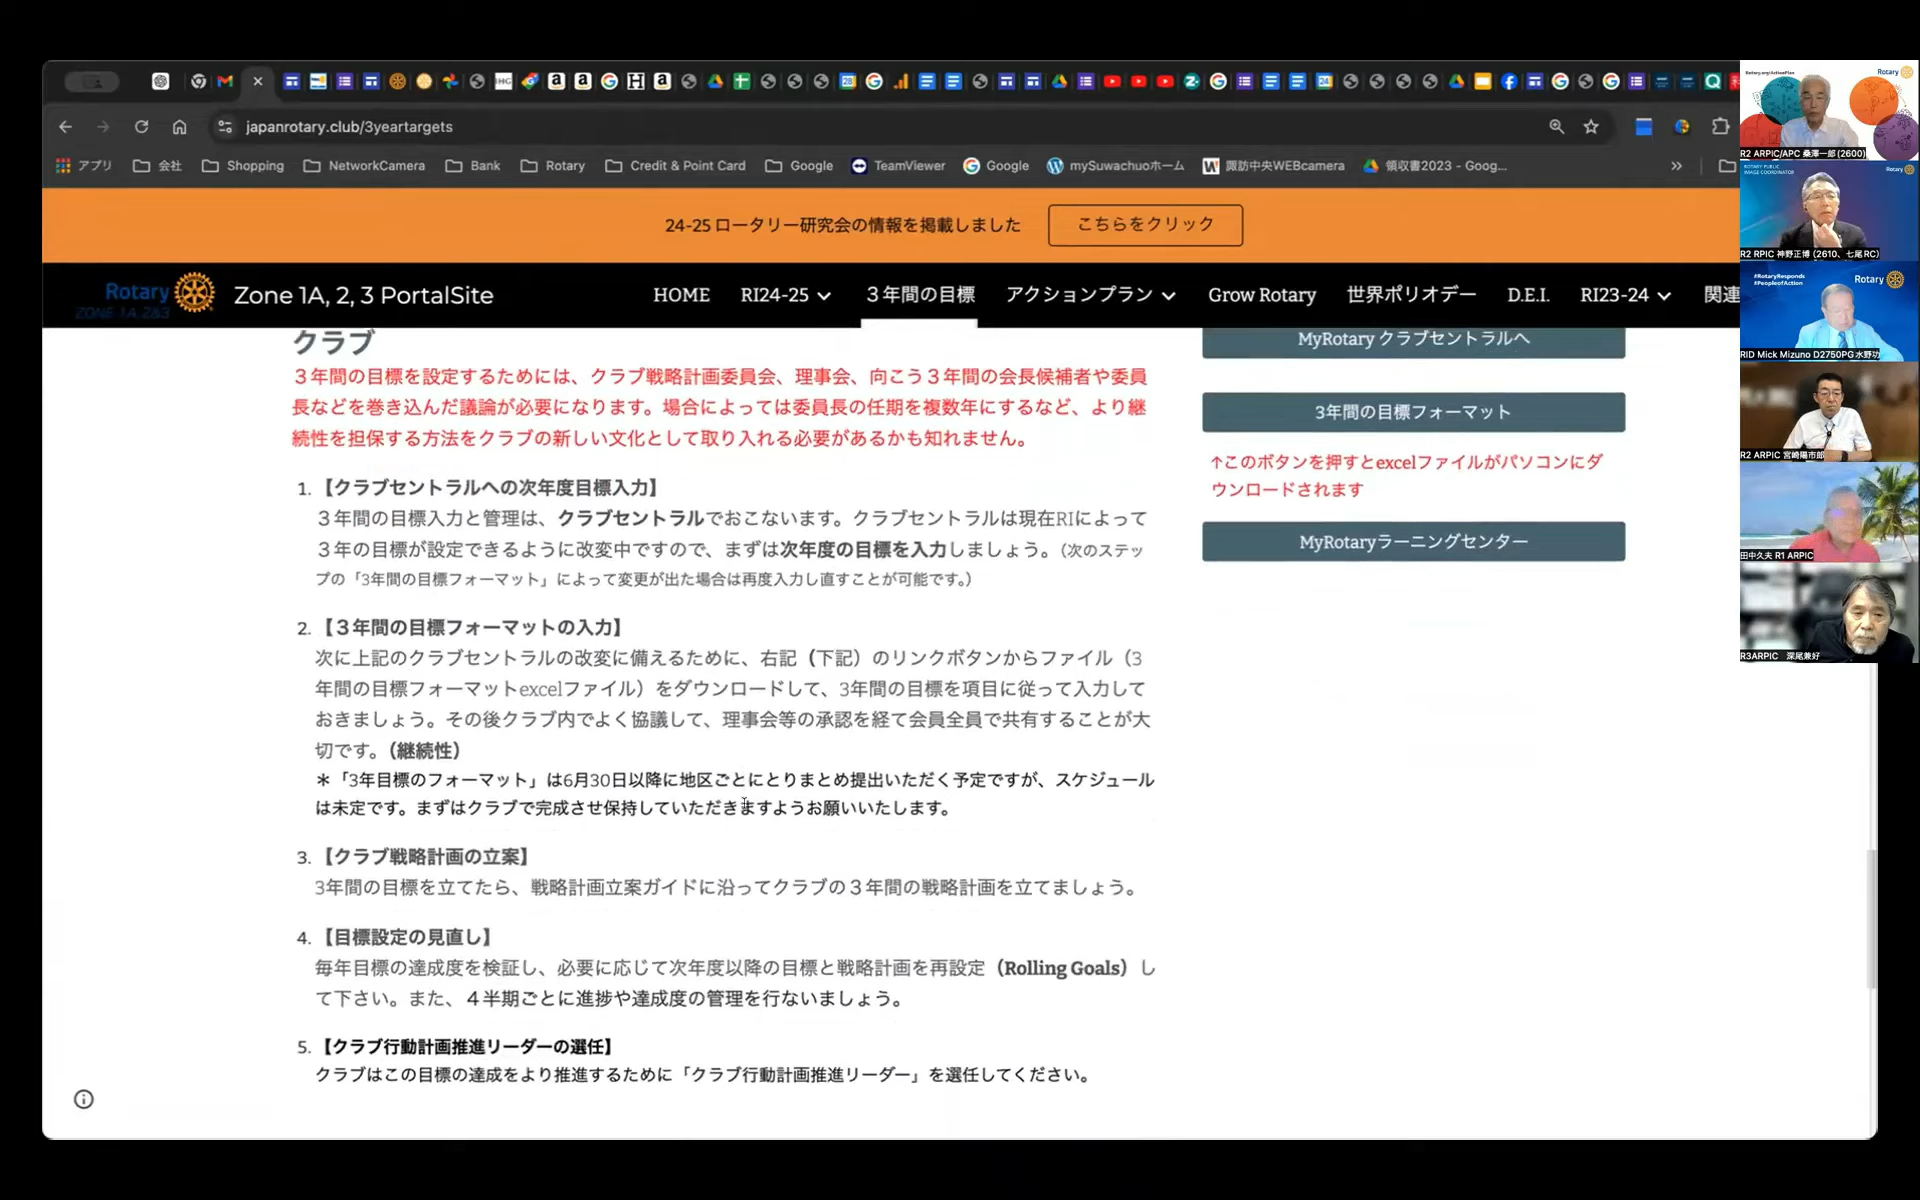 japanrotary.club/3yeartargets
アプリ 会社 Shopping NetworkCamera Bank Rotary Credit & Point Card Google TeamViewer Google mySuwachuoホーム 諏訪中央WEBcamera 領収書2023 - Goog...
24-25 ロータリー研究会の情報を掲載しました こちらをクリック
Rotary
ZONE 1A, 2&3
Zone 1A, 2, 3 PortalSite HOME RI24-25 3年間の目標 アクションプラン Grow Rotary 世界ポリオデー D.E.I. RI23-24 関連
クラブ
３年間の目標を設定するためには、クラブ戦略計画委員会、理事会、向こう３年間の会長候補者や委員
長などを巻き込んだ議論が必要になります。場合によっては委員長の任期を複数年にするなど、より継
続性を担保する方法をクラブの新しい文化として取り入れる必要があるかも知れません。
1. 【クラブセントラルへの次年度目標入力】
３年間の目標入力と管理は、クラブセントラルでおこないます。クラブセントラルは現在RIによって
３年の目標が設定できるように改変中ですので、まずは次年度の目標を入力しましょう。（次のステッ
プの「3年間の目標フォーマット」によって変更が出た場合は再度入力し直すことが可能です。）
2. 【３年間の目標フォーマットの入力】
次に上記のクラブセントラルの改変に備えるために、右記（下記）のリンクボタンからファイル（3
年間の目標フォーマットexcelファイル）をダウンロードして、3年間の目標を項目に従って入力して
おきましょう。その後クラブ内でよく協議して、理事会等の承認を経て会員全員で共有することが大
切です。（継続性）
＊「3年目標のフォーマット」は6月30日以降に地区ごとにとりまとめ提出いただく予定ですが、スケジュール
は未定です。まずはクラブで完成させ保持していただきますようお願いいたします。
3. 【クラブ戦略計画の立案】
3年間の目標を立てたら、戦略計画立案ガイドに沿ってクラブの３年間の戦略計画を立てましょう。
4. 【目標設定の見直し】
毎年目標の達成度を検証し、必要に応じて次年度以降の目標と戦略計画を再設定（Rolling Goals）し
て下さい。また、４半期ごとに進捗や達成度の管理を行ないましょう。
5. 【クラブ行動計画推進リーダーの選任】
クラブはこの目標の達成をより推進するために「クラブ行動計画推進リーダー」を選任してください。
MyRotary クラブセントラルへ
3年間の目標フォーマット
↑このボタンを押すとexcelファイルがパソコンにダ
ウンロードされます
MyRotaryラーニングセンター
Rotary.org/ActionPlan Rotary
R2 ARPIC/APC 桑澤一郎(2600)
ROTARY PUBLIC
IMAGE COORDINATOR
Rotary
R2 RPIC 神野正博 (2610、七尾RC)
#RotaryResponds
#PeopleofAction
Rotary
RID Mick Mizuno D2750PG水野功
R2 ARPIC 宮崎陽市郎
田中久夫 R1 ARPIC
R3ARPIC 深尾兼好